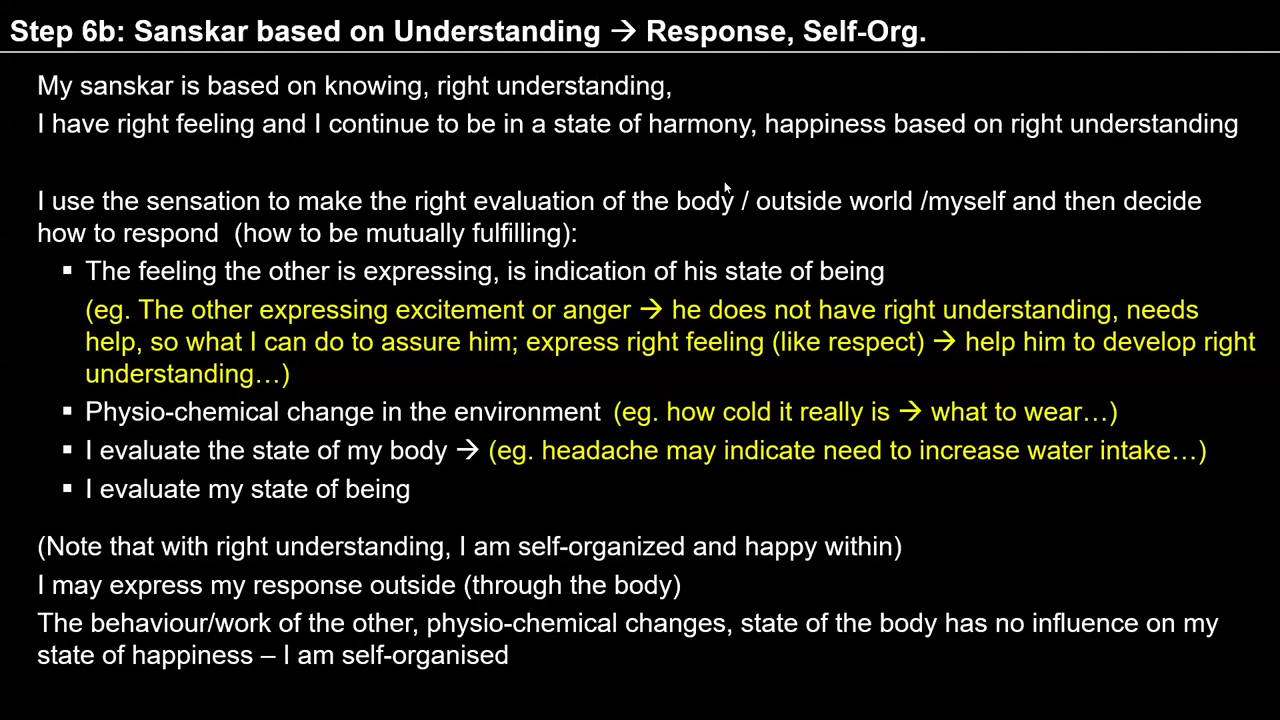 Step 6b: Sanskar based on Understanding → Response, Self-Org.
My sanskar is based on knowing, right understanding,
I have right feeling and I continue to be in a state of harmony, happiness based on right understanding
I use the sensation to make the right evaluation of the body / outside world /myself and then decide
how to respond (how to be mutually fulfilling):
▪ The feeling the other is expressing, is indication of his state of being
(eg. The other expressing excitement or anger → he does not have right understanding, needs
help, so what I can do to assure him; express right feeling (like respect) → help him to develop right
understanding…)
▪ Physio-chemical change in the environment (eg. how cold it really is → what to wear…)
▪ I evaluate the state of my body → (eg. headache may indicate need to increase water intake…)
▪ I evaluate my state of being
(Note that with right understanding, I am self-organized and happy within)
I may express my response outside (through the body)
The behaviour/work of the other, physio-chemical changes, state of the body has no influence on my
state of happiness – I am self-organised